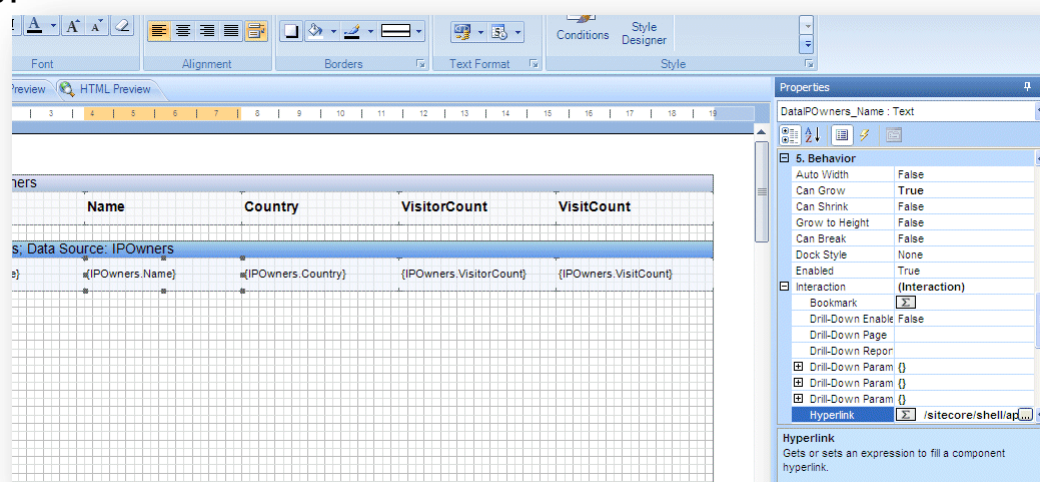 A A A
Font Alignment Borders Text Format Style
Conditions Style Designer
Preview HTML Preview
3 4 5 6 7 8 9 10 11 12 13 14 15 16 17 18 19
Name Country VisitorCount VisitCount
s; Data Source: IPOwners
{IPOwners.Name} {IPOwners.Country} {IPOwners.VisitorCount} {IPOwners.VisitCount}
Properties
DataIPOwners_Name : Text
5. Behavior
Auto Width False
Can Grow True
Can Shrink False
Grow to Height False
Can Break False
Dock Style None
Enabled True
Interaction (Interaction)
Bookmark Σ
Drill-Down Enable False
Drill-Down Page
Drill-Down Repor
Drill-Down Param {}
Drill-Down Param {}
Drill-Down Param {}
Hyperlink Σ /sitecore/shell/ap...
Hyperlink
Gets or sets an expression to fill a component
hyperlink.